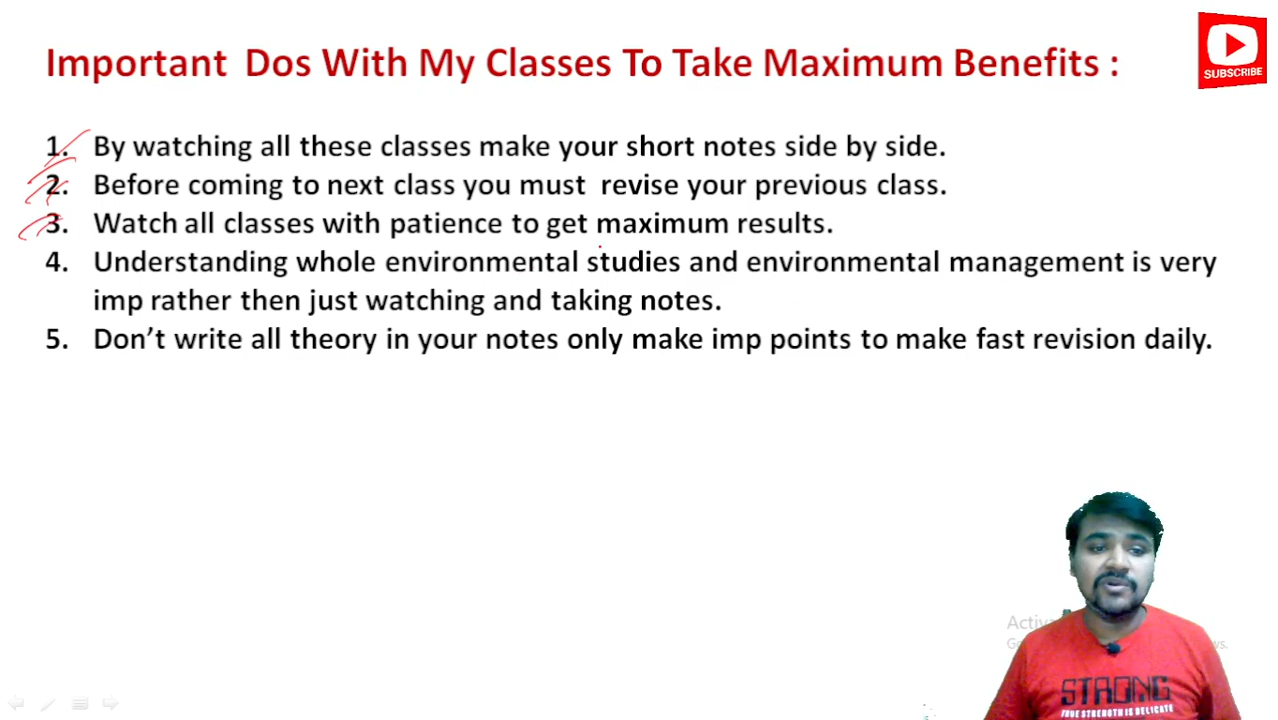 Important Dos With My Classes To Take Maximum Benefits :
SUBSCRIBE
1. By watching all these classes make your short notes side by side.
2. Before coming to next class you must revise your previous class.
3. Watch all classes with patience to get maximum results.
4. Understanding whole environmental studies and environmental management is very
imp rather then just watching and taking notes.
5. Don’t write all theory in your notes only make imp points to make fast revision daily.
STRONG
TRUE STRENGTH IS DELICATE